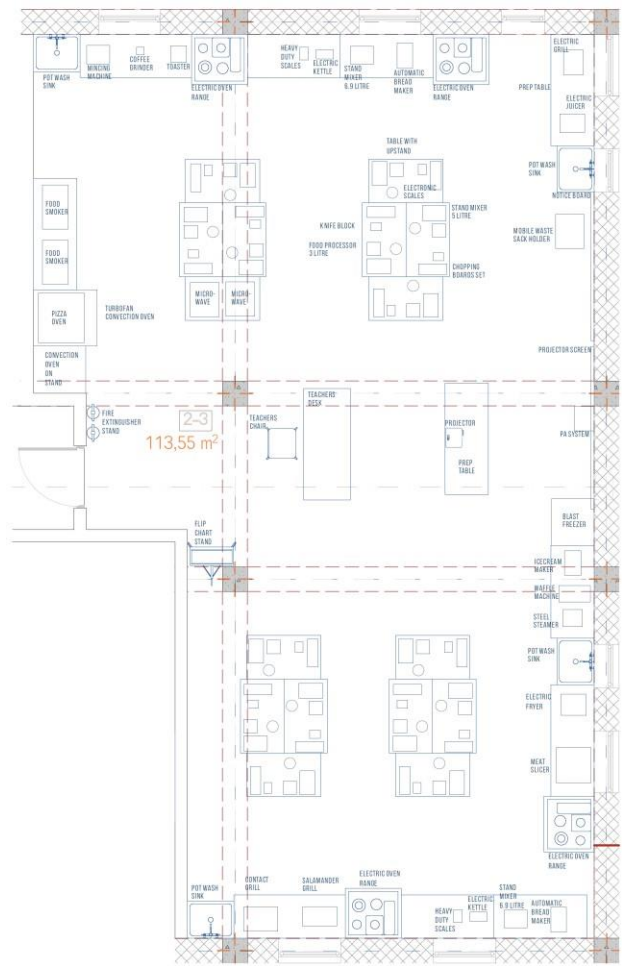 POT WASH
SINK
MINCING
MACHINE
COFFEE
GRINDER
TOASTER
ELECTRIC OVEN
RANGE
HEAVY
DUTY
SCALES
ELECTRIC
KETTLE
STAND
MIXER
6.9 LITRE
AUTOMATIC
BREAD
MAKER
ELECTRIC OVEN
RANGE
ELECTRIC
GRILL
PREP TABLE
ELECTRIC
JUICER
TABLE WITH
UPSTAND
POT WASH
SINK
NOTICE BOARD
ELECTRONIC
SCALES
FOOD
SMOKER
STAND MIXER
5 LITRE
KNIFE BLOCK
MOBILE WASTE
SACK HOLDER
FOOD PROCESSOR
3 LITRE
FOOD
SMOKER
CHOPPING
BOARDS SET
MICRO-
WAVE
MICRO-
WAVE
PIZZA
OVEN
TURBOFAN
CONVECTION OVEN
PROJECTOR SCREEN
CONVECTION
OVEN
ON
STAND
TEACHERS
DESK
FIRE
EXTINGUISHER
STAND
2-3
113,55 m²
TEACHERS
CHAIR
PROJECTOR
PA SYSTEM
PREP
TABLE
BLAST
FREEZER
FLIP
CHART
STAND
ICECREAM
MAKER
WAFFLE
MACHINE
STEEL
STEAMER
POT WASH
SINK
ELECTRIC
FRYER
MEAT
SLICER
ELECTRIC OVEN
RANGE
POT WASH
SINK
CONTACT
GRILL
SALAMANDER
GRILL
ELECTRIC OVEN
RANGE
HEAVY
DUTY
SCALES
ELECTRIC
KETTLE
STAND
MIXER
6.9 LITRE
AUTOMATIC
BREAD
MAKER